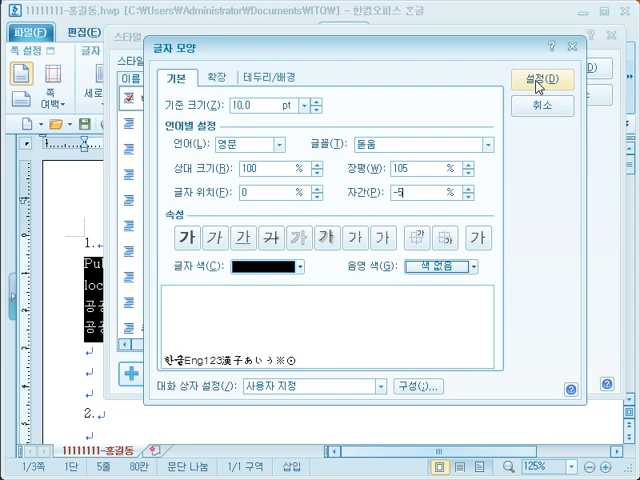 11111111-홍길동.hwp [C:₩Users₩Administrator₩Documents₩ITQ₩] - 한컴오피스 한글
파일(F) 편집(E)
스타일
쪽 설정 글자
쪽 여백
세로
이름
글자 모양
기본 확장 테두리/배경
설정(D)
취소
기준 크기(Z): 10.0 pt
언어별 설정
언어(L): 영문 글꼴(T): 돋움
상대 크기(R): 100 % 장평(W): 105 %
글자 위치(E): 0 % 자간(P): -5 %
속성
가 가 가 가 가 가 가 가 가 가 가
글자 색(C): 음영 색(G): 색 없음
한글Eng123漢子あいぅ※⊙
대화 상자 설정(/): 사용자 지정 구성(;)...
1.
Pu
loc
공공
공공
2.
11111111-홍길동
1/3쪽 1단 5줄 80칸 문단 나눔 1/1 구역 삽입 125%